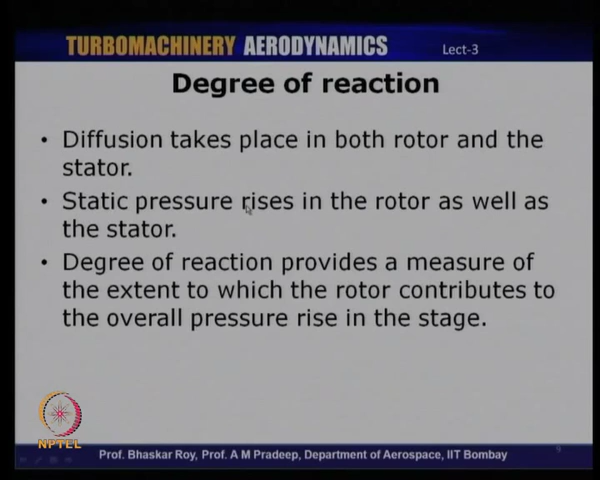 TURBOMACHINERY AERODYNAMICS
Lect-3
Degree of reaction
• Diffusion takes place in both rotor and the
stator.
• Static pressure rises in the rotor as well as
the stator.
• Degree of reaction provides a measure of
the extent to which the rotor contributes to
the overall pressure rise in the stage.
NPTEL
Prof. Bhaskar Roy, Prof. A M Pradeep, Department of Aerospace, IIT Bombay
9